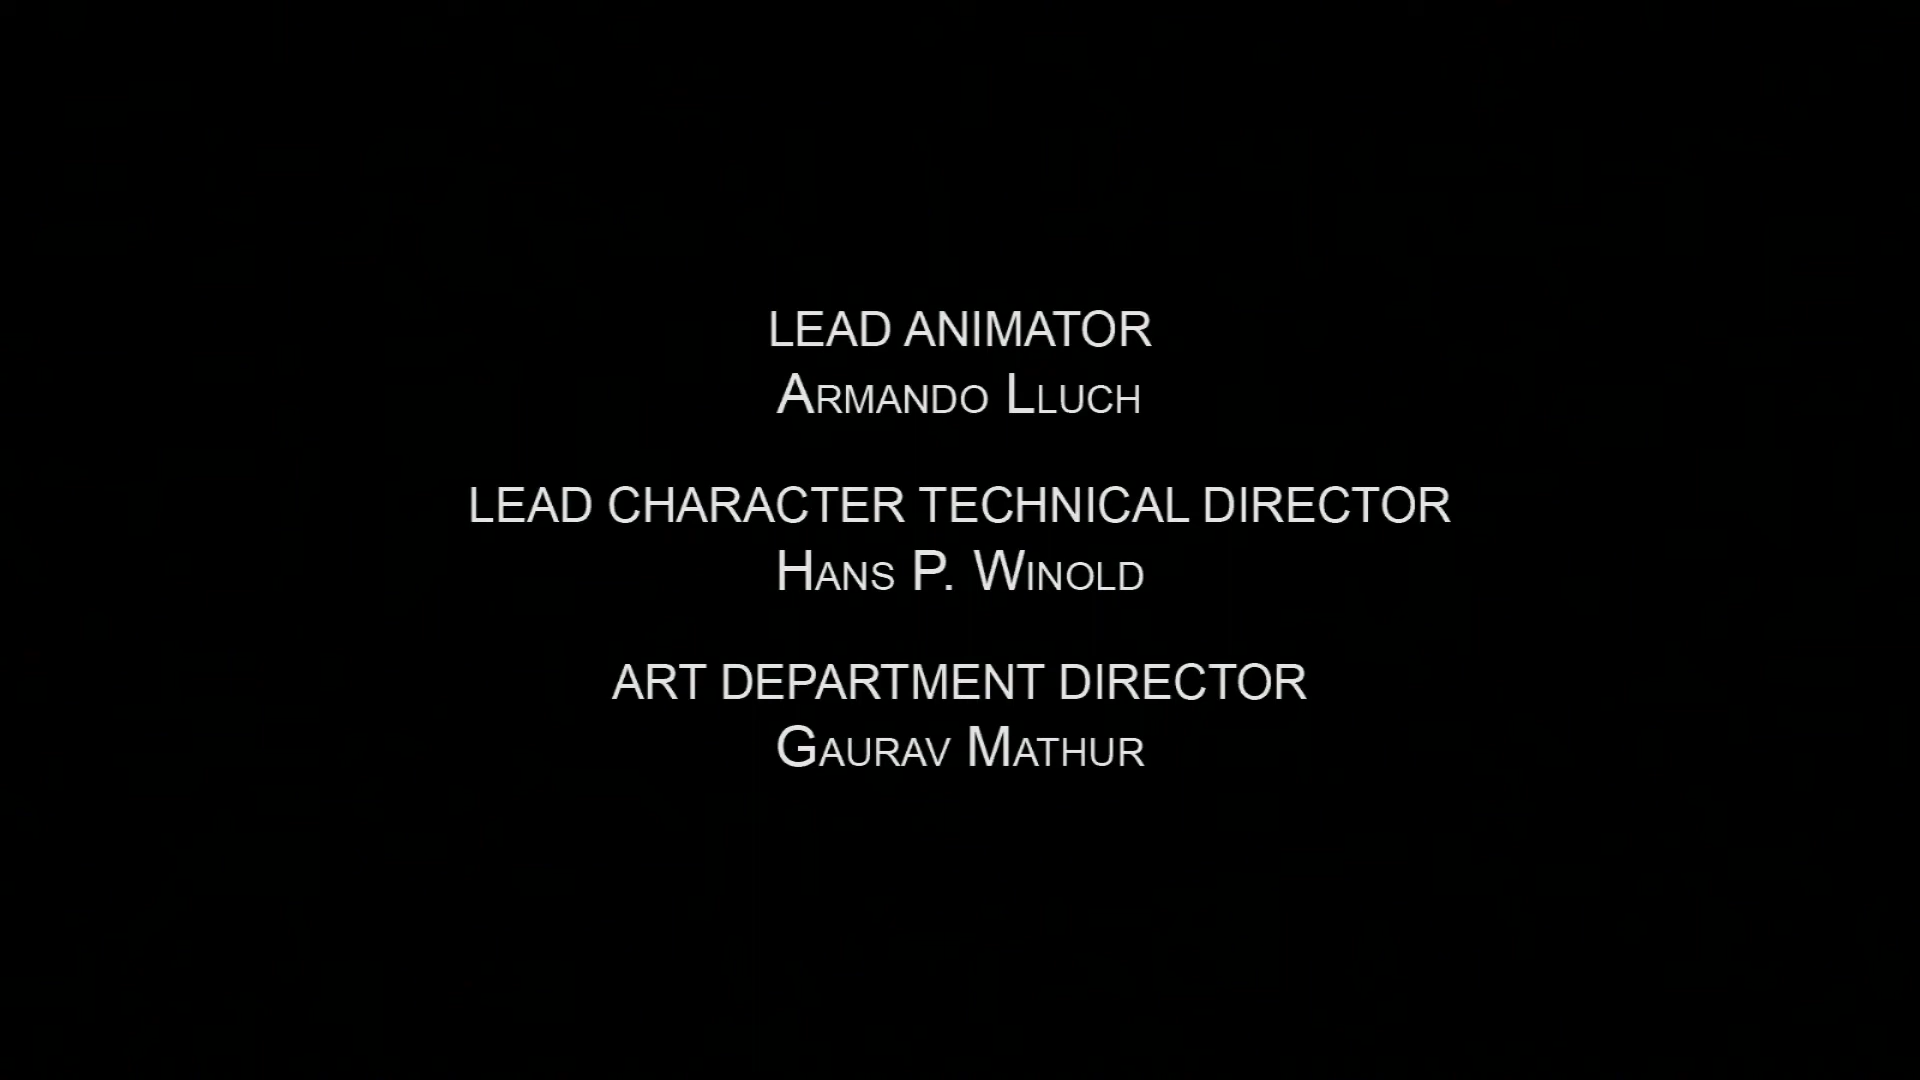 LEAD ANIMATOR
Armando Lluch
LEAD CHARACTER TECHNICAL DIRECTOR
Hans P. Winold
ART DEPARTMENT DIRECTOR
Gaurav Mathur